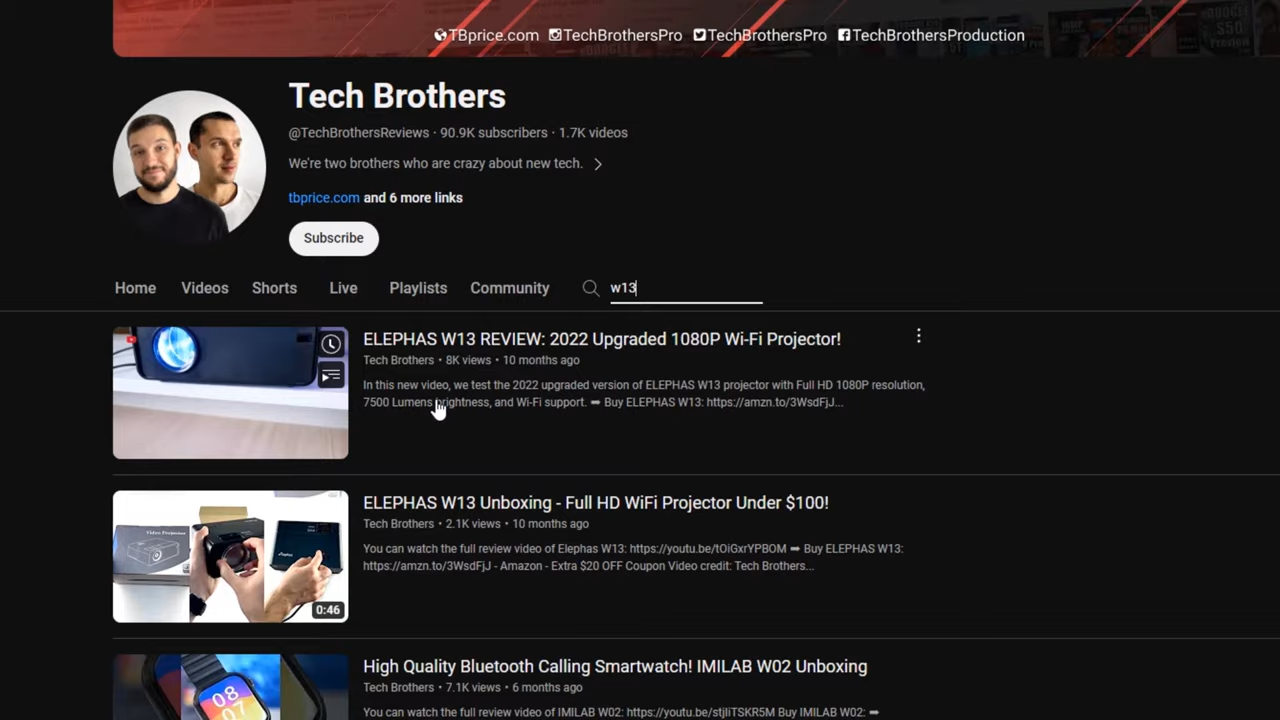 TBprice.com TechBrothersPro TechBrothersPro TechBrothersProduction
Tech Brothers
@TechBrothersReviews · 90.9K subscribers · 1.7K videos
We're two brothers who are crazy about new tech.
tbprice.com and 6 more links
Subscribe
Home Videos Shorts Live Playlists Community w13
ELEPHAS W13 REVIEW: 2022 Upgraded 1080P Wi-Fi Projector!
Tech Brothers • 8K views • 10 months ago
In this new video, we test the 2022 upgraded version of ELEPHAS W13 projector with Full HD 1080P resolution,
7500 Lumens brightness, and Wi-Fi support. ➡ Buy ELEPHAS W13: https://amzn.to/3WsdFjJ...
ELEPHAS W13 Unboxing - Full HD WiFi Projector Under $100!
Tech Brothers • 2.1K views • 10 months ago
You can watch the full review video of Elephas W13: https://youtu.be/tOiGxrYPBOM ➡ Buy ELEPHAS W13:
https://amzn.to/3WsdFjJ - Amazon - Extra $20 OFF Coupon Video credit: Tech Brothers...
Video Projector
0:46
High Quality Bluetooth Calling Smartwatch! IMILAB W02 Unboxing
Tech Brothers • 7.1K views • 6 months ago
You can watch the full review video of IMILAB W02: https://youtu.be/stjIiTSKR5M Buy IMILAB W02: ➡
08
07